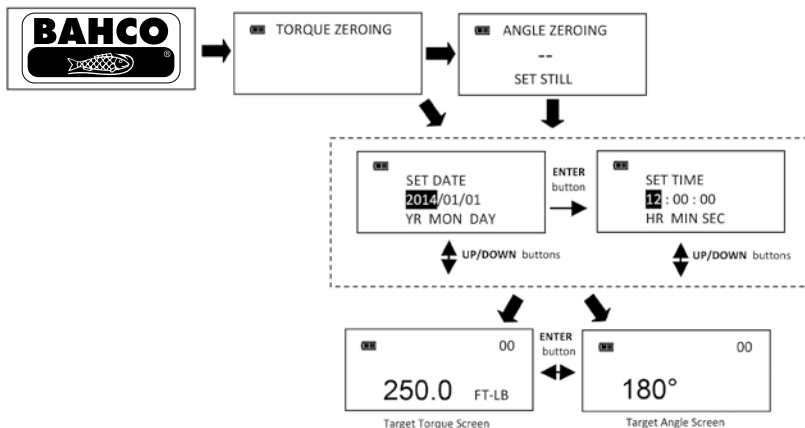 BAHCO
®
TORQUE ZEROING
ANGLE ZEROING
--
SET STILL
SET DATE
2014/01/01
YR MON DAY
ENTER
button
SET TIME
12 : 00 : 00
HR MIN SEC
UP/DOWN buttons
UP/DOWN buttons
00
250.0 FT-LB
Target Torque Screen
ENTER
button
00
180°
Target Angle Screen